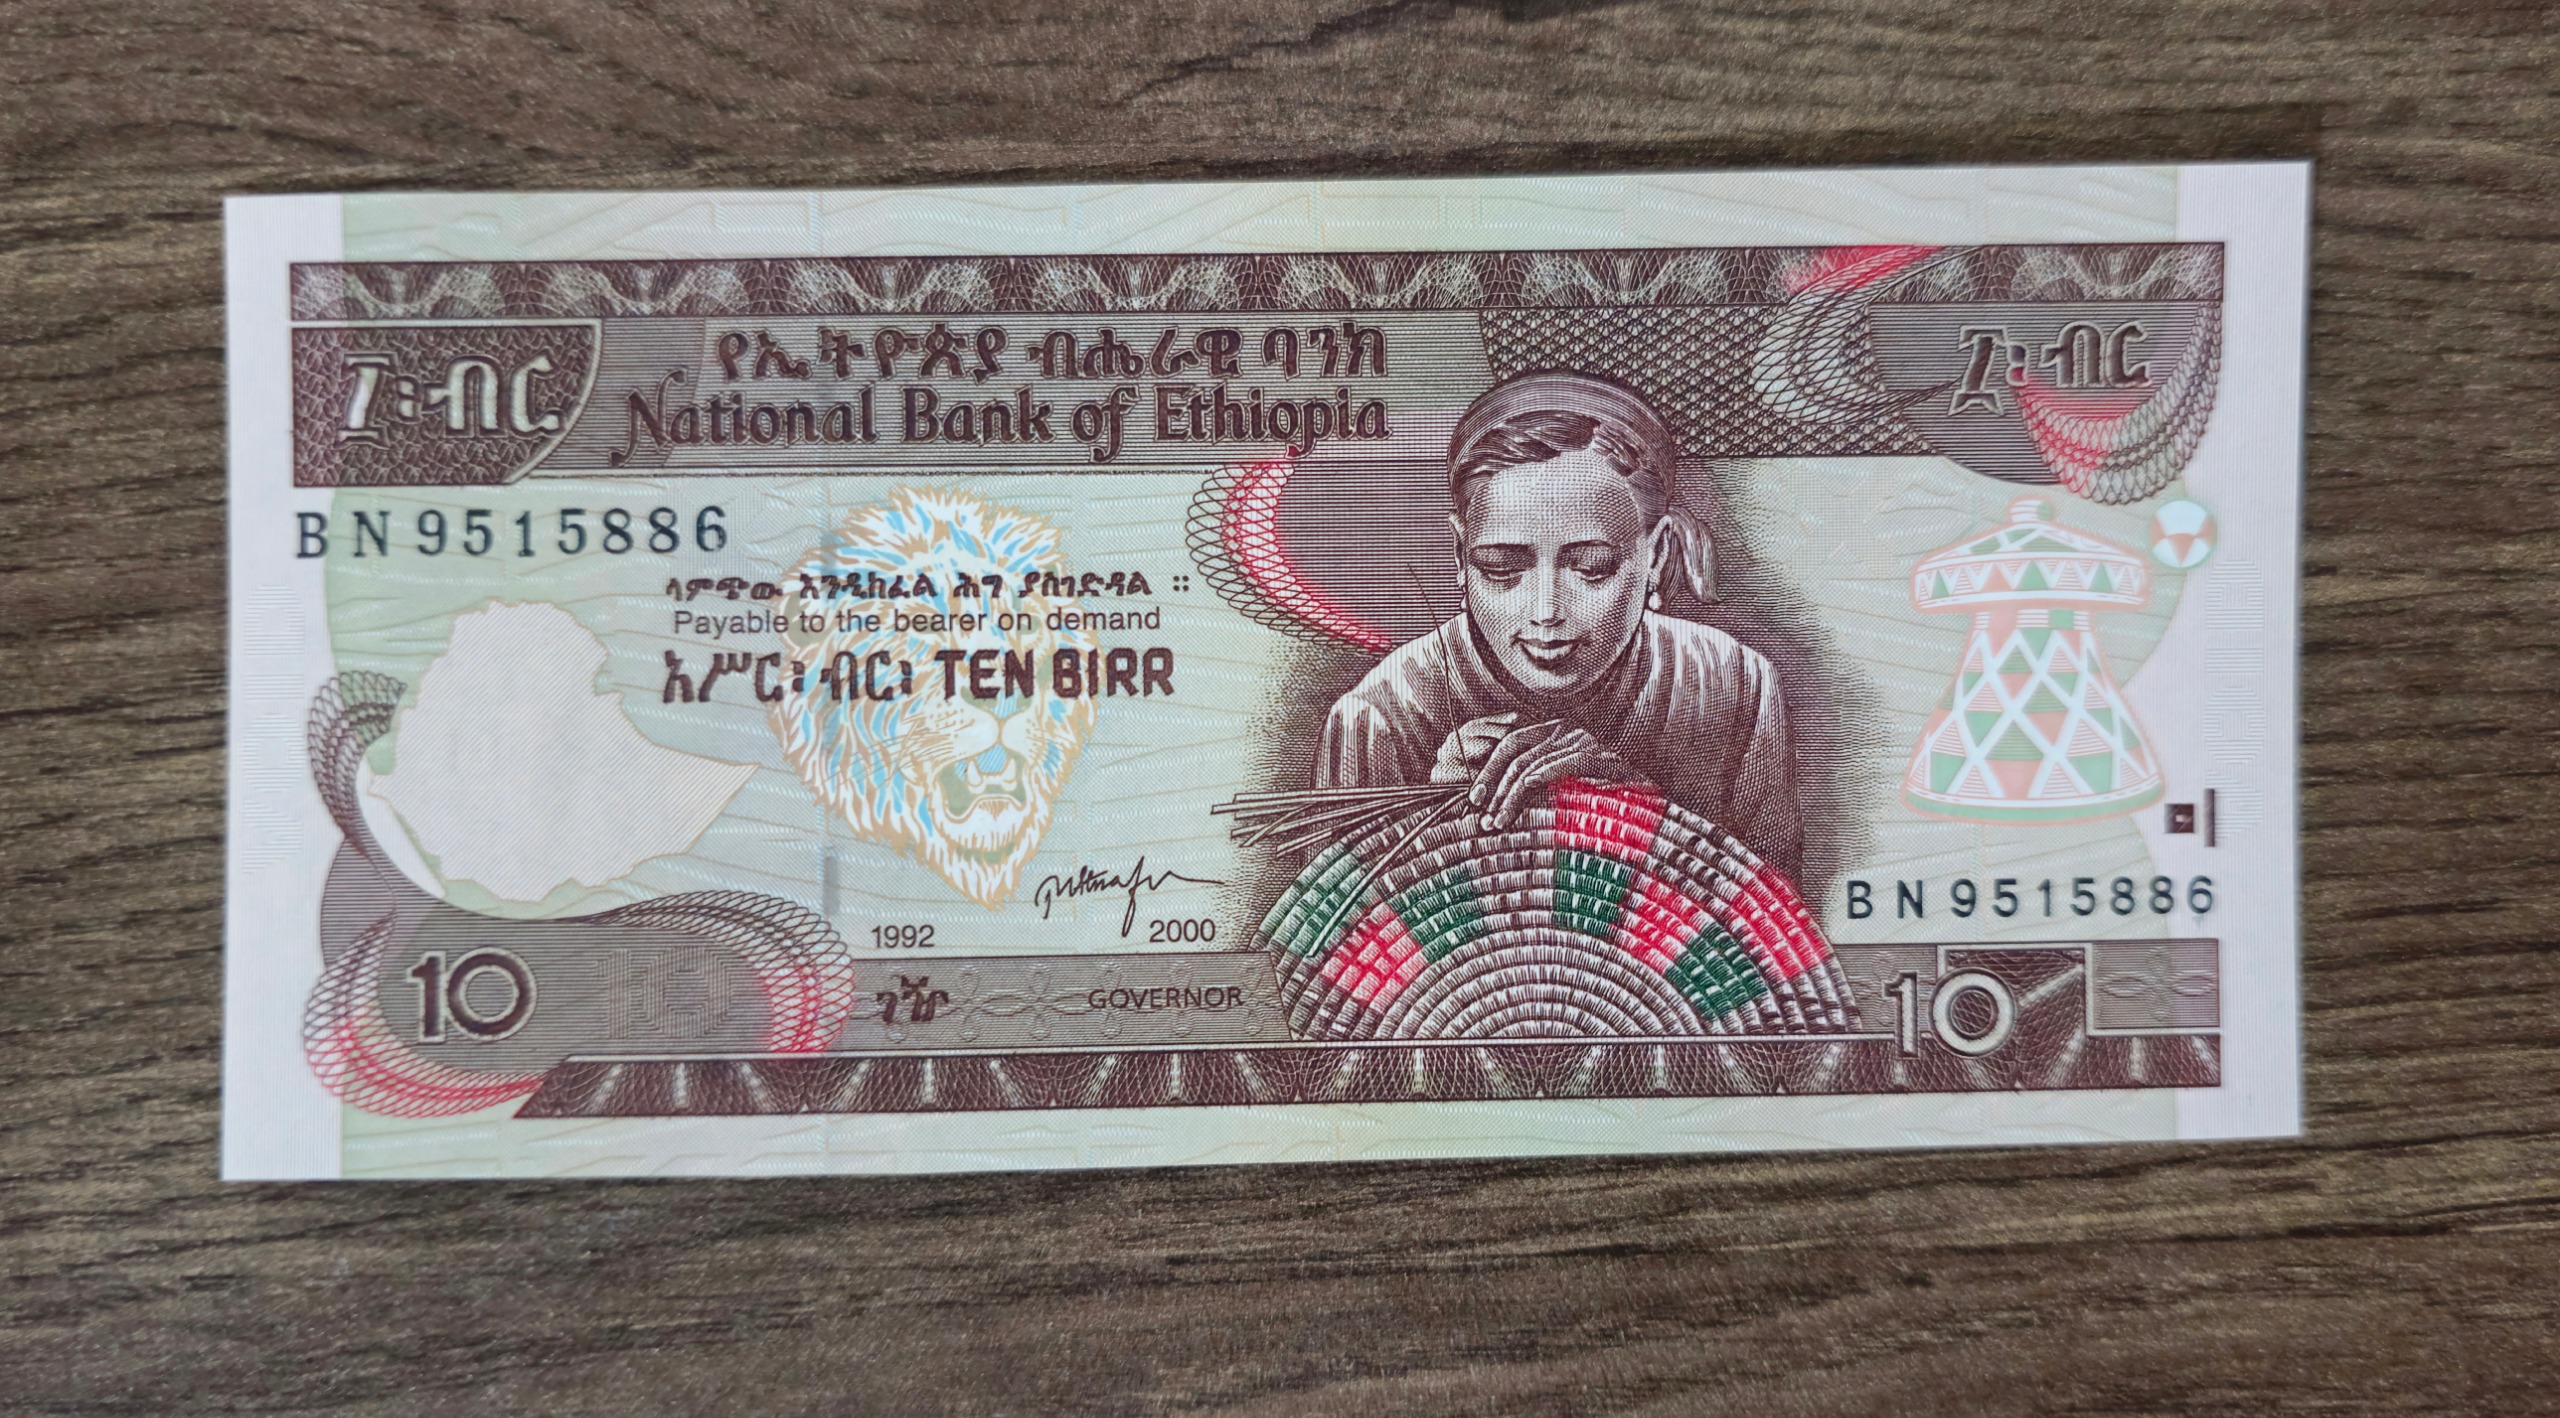 ፲፡ብር
የኢትዮጵያ ብሔራዊ ባንክ
National Bank of Ethiopia
፲፡ብር
BN9515886
ላምጭው እንዲከፈል ሕግ ያስገድዳል ።
Payable to the bearer on demand
አሥር፡ ብር፡ TEN BIRR
1992 2000
BN9515886
10
ገዥ GOVERNOR
10